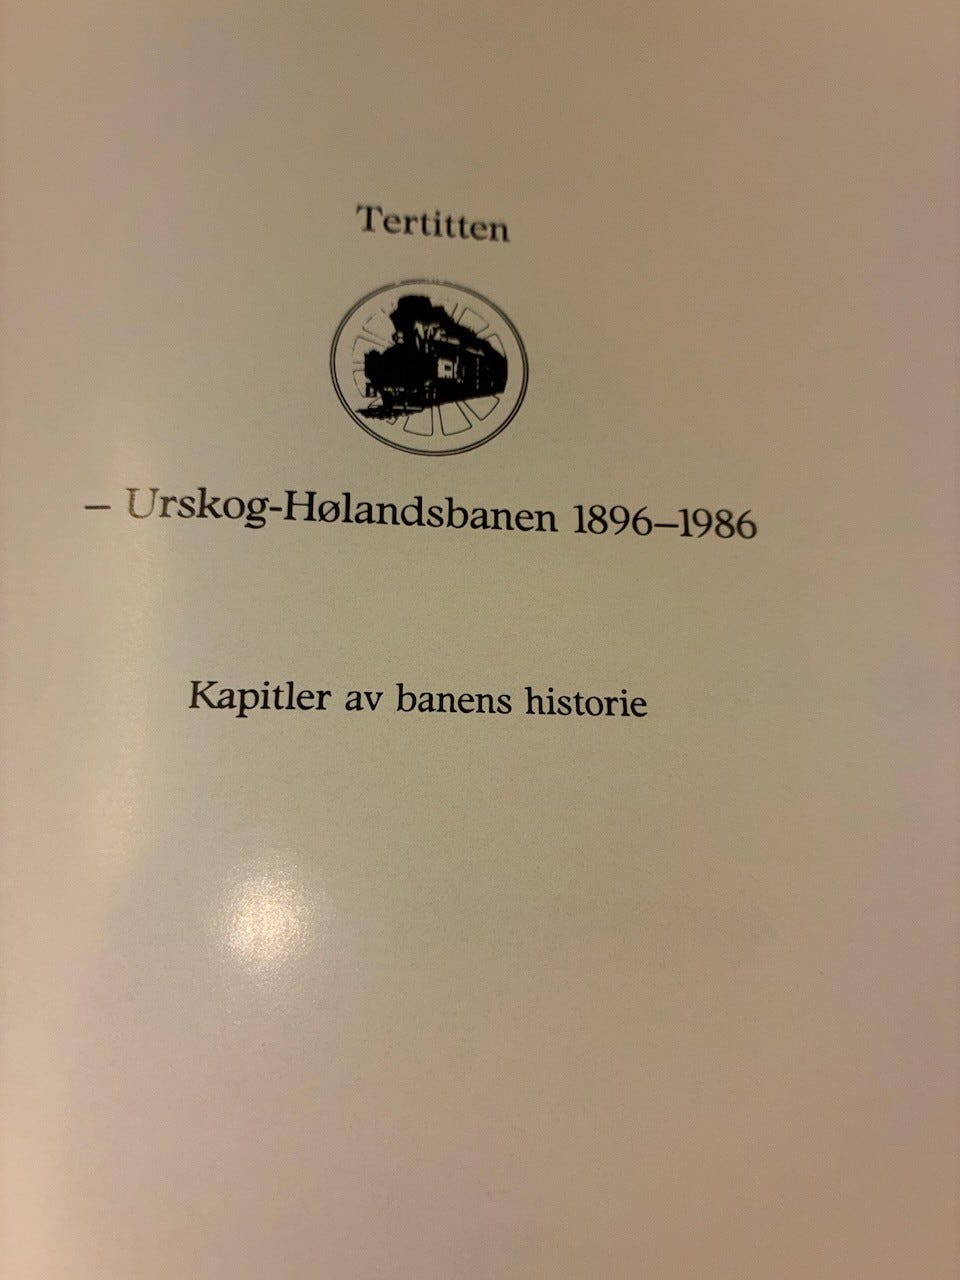 Tertitten
– Urskog-Hølandsbanen 1896–1986
Kapitler av banens historie